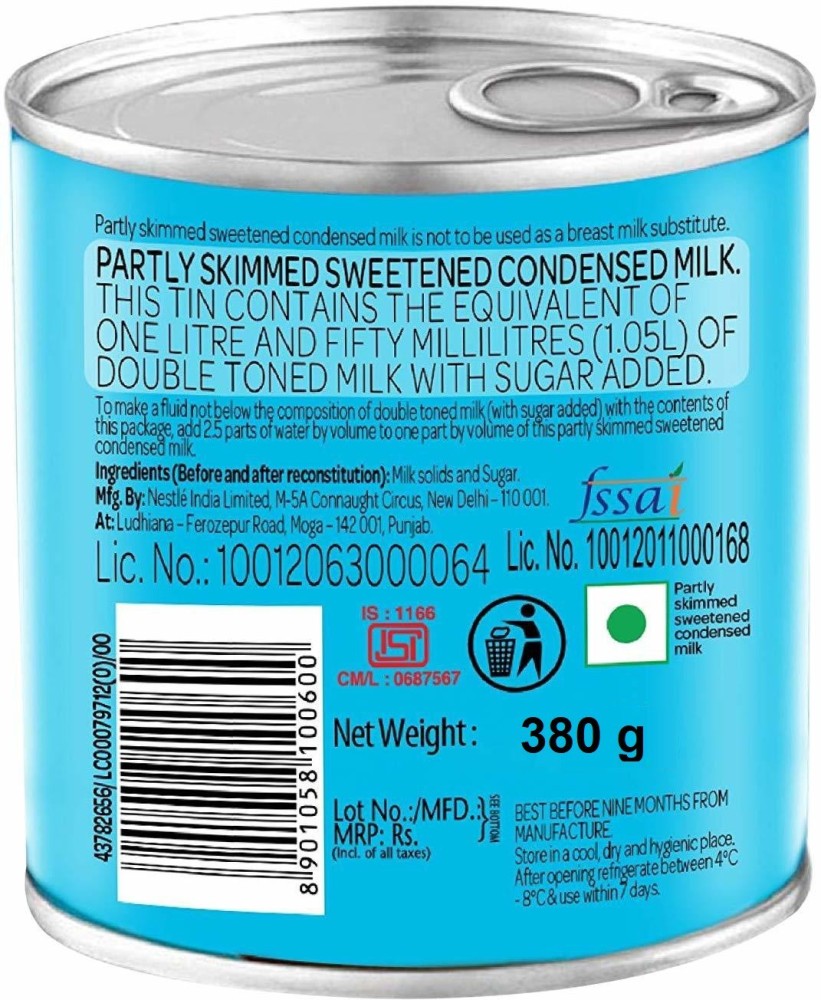 Partly skimmed sweetened condensed milk is not to be used as a breast milk substitute.
PARTLY SKIMMED SWEETENED CONDENSED MILK.
THIS TIN CONTAINS THE EQUIVALENT OF
ONE LITRE AND FIFTY MILLILITRES (1.05L) OF
DOUBLE TONED MILK WITH SUGAR ADDED.
To make a fluid not below the composition of double toned milk (with sugar added) with the contents of
this package, add 2.5 parts of water by volume to one part by volume of this partly skimmed sweetened
condensed milk.
Ingredients (Before and after reconstitution): Milk solids and Sugar.
Mfg. By: Nestlé India Limited, M-5A Connaught Circus, New Delhi – 110 001.
At: Ludhiana – Ferozepur Road, Moga – 142 001, Punjab.
fssai
Lic. No.: 10012063000064
Lic. No. 10012011000168
43782656/LC00079712(0)/00
8 901058 100600
IS : 1166
ISI
CM/L : 0687567
Partly
skimmed
sweetened
condensed
milk
Net Weight : 380 g
Lot No.:/MFD.:
MRP: Rs.
(Incl. of all taxes)
SEE BOTTOM
BEST BEFORE NINE MONTHS FROM
MANUFACTURE.
Store in a cool, dry and hygienic place.
After opening refrigerate between 4°C
- 8°C & use within 7 days.